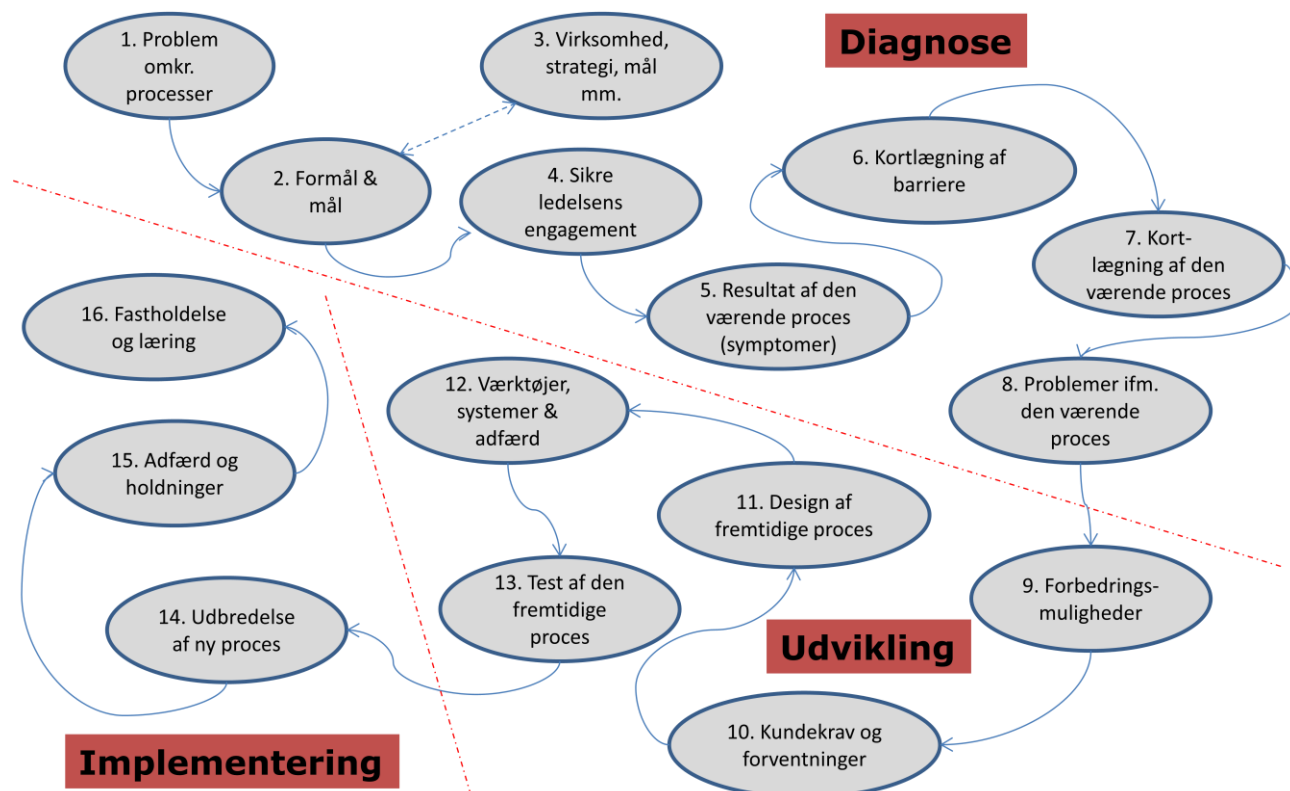 1. Problem
omkr.
processer
2. Formål &
mål
3. Virksomhed,
strategi, mål
mm.
Diagnose
4. Sikre
ledelsens
engagement
5. Resultat af den
værende proces
(symptomer)
6. Kortlægning af
barriere
7. Kort-
lægning af den
værende proces
8. Problemer ifm.
den værende
proces
9. Forbedrings-
muligheder
Udvikling
10. Kundekrav og
forventninger
11. Design af
fremtidige proces
12. Værktøjer,
systemer &
adfærd
13. Test af den
fremtidige
proces
14. Udbredelse
af ny proces
15. Adfærd og
holdninger
16. Fastholdelse
og læring
Implementering